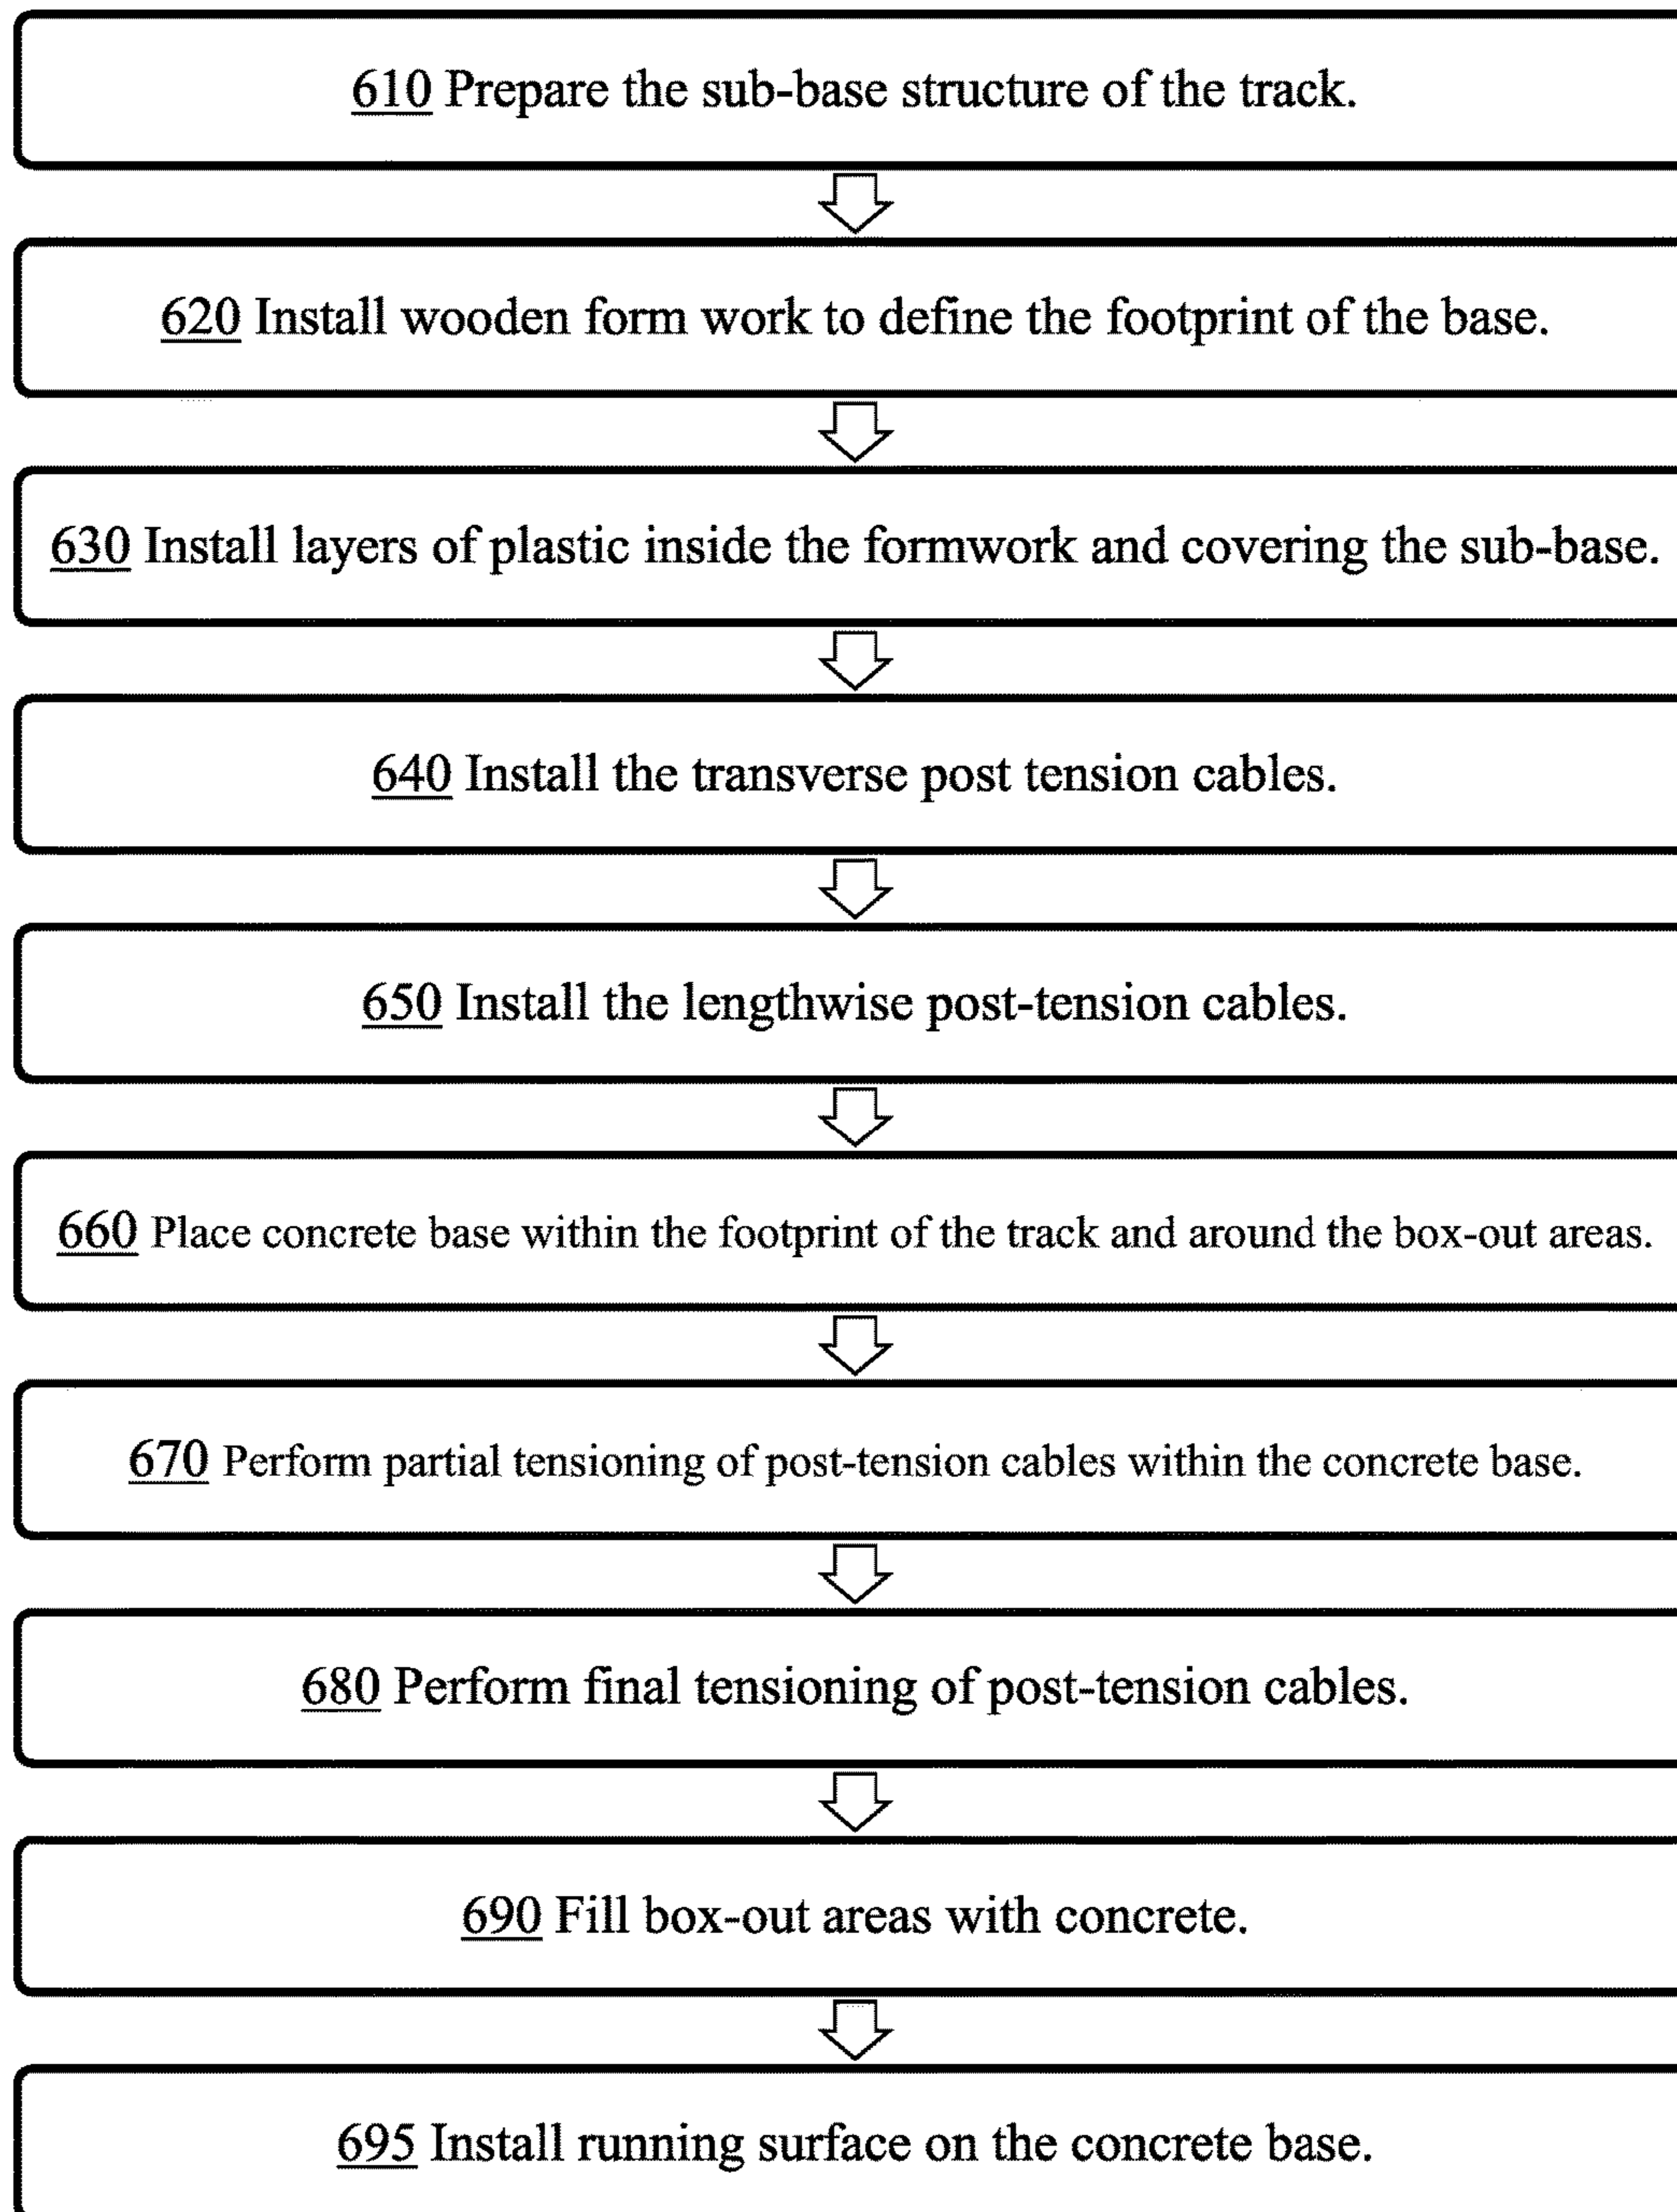 610 Prepare the sub-base structure of the track.
620 Install wooden form work to define the footprint of the base.
630 Install layers of plastic inside the formwork and covering the sub-base.
640 Install the transverse post tension cables.
650 Install the lengthwise post-tension cables.
660 Place concrete base within the footprint of the track and around the box-out areas.
670 Perform partial tensioning of post-tension cables within the concrete base.
680 Perform final tensioning of post-tension cables.
690 Fill box-out areas with concrete.
695 Install running surface on the concrete base.